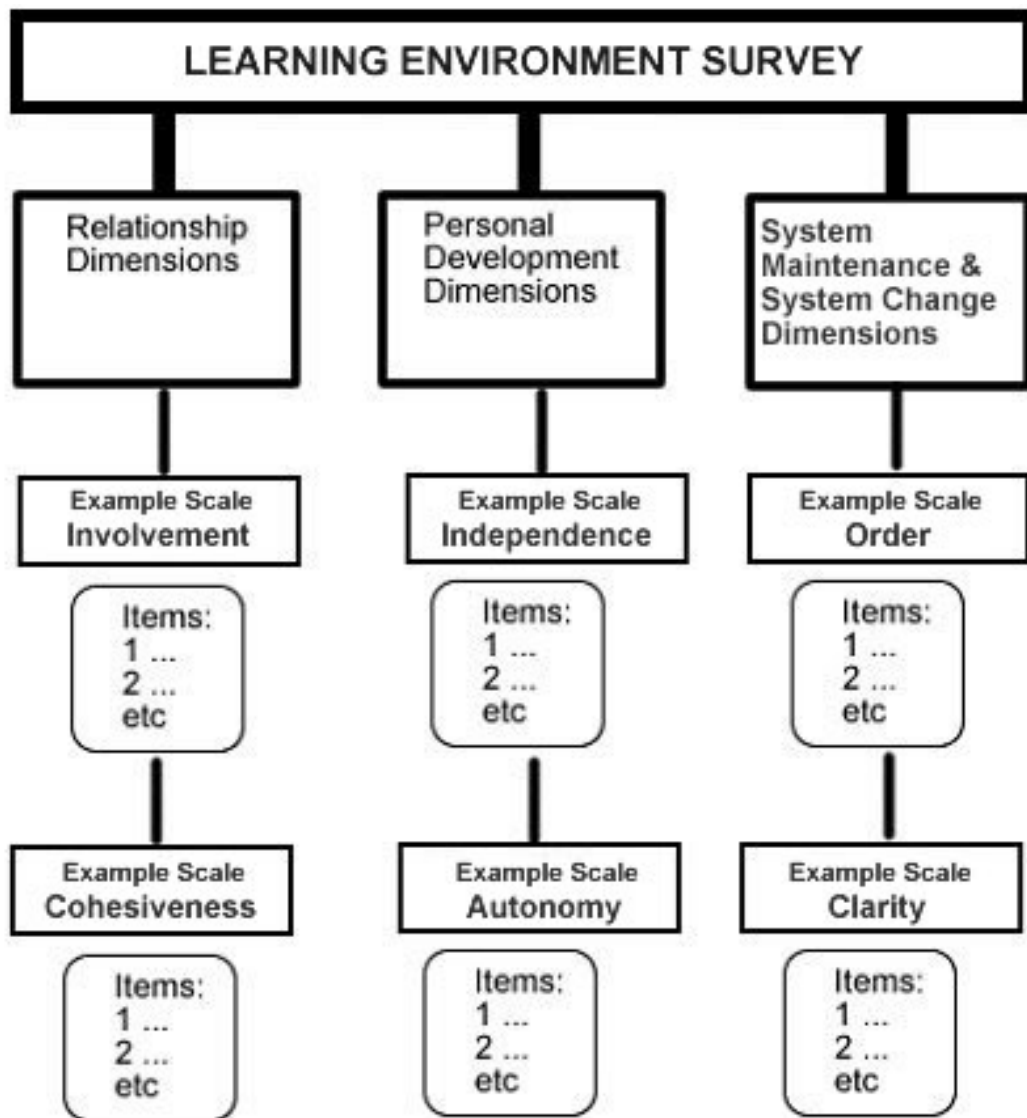 LEARNING ENVIRONMENT SURVEY
Relationship
Dimensions
Personal
Development
Dimensions
System
Maintenance &
System Change
Dimensions
Example Scale
Involvement
Example Scale
Independence
Example Scale
Order
Items:
1 ...
2 ...
etc
Items:
1 ...
2 ...
etc
Items:
1 ...
2 ...
etc
Example Scale
Cohesiveness
Example Scale
Autonomy
Example Scale
Clarity
Items:
1 ...
2 ...
etc
Items:
1 ...
2 ...
etc
Items:
1 ...
2 ...
etc